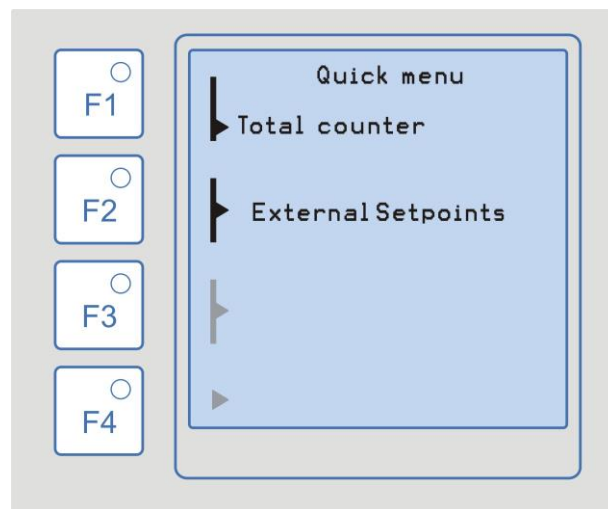 Quick menu
F1
Total counter
F2
External Setpoints
F3
F4